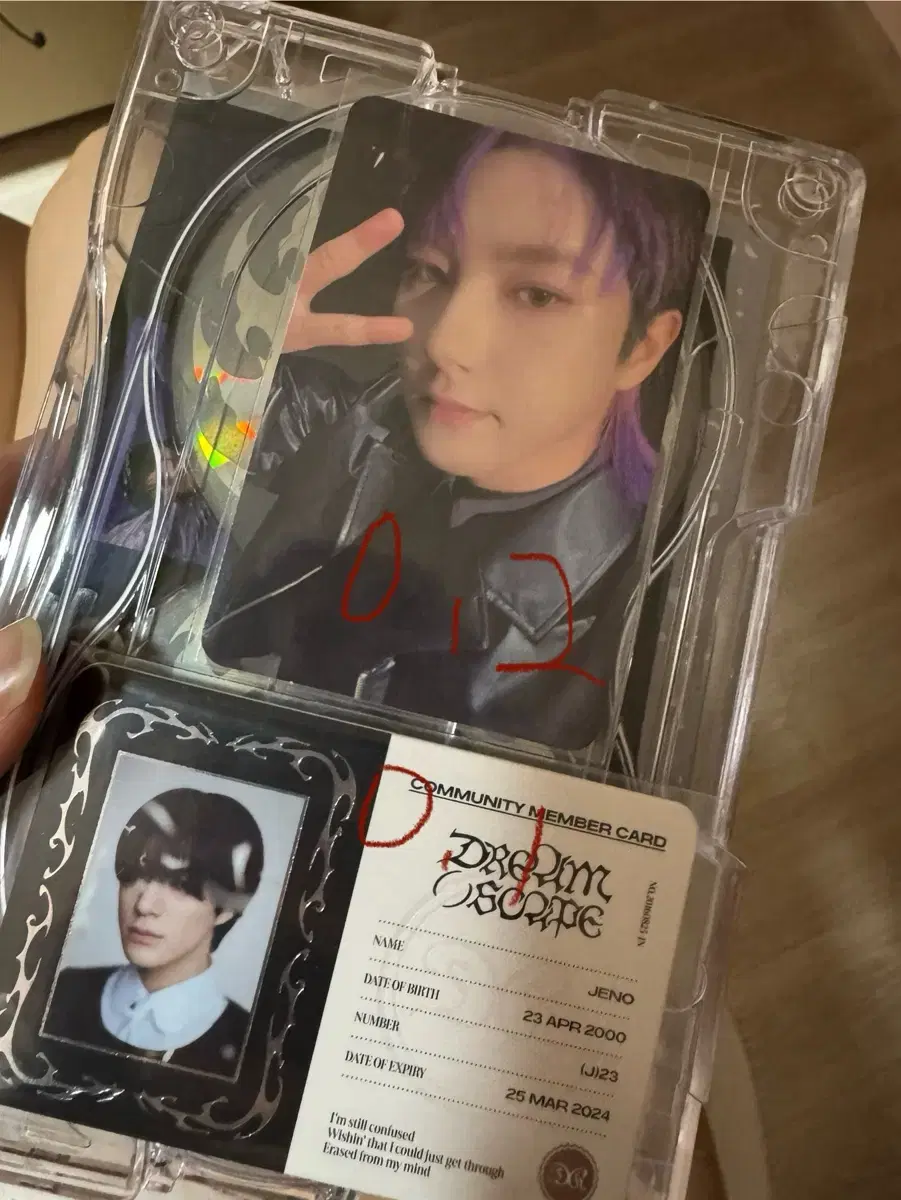 0.2
COMMUNITY MEMBER CARD
0.1
DREAM
SCAPE
NAME
JENO
DATE OF BIRTH
23 APR 2000
NUMBER
(J)23
DATE OF EXPIRY
25 MAR 2024
I'm still confused
Wishin' that I could just get through
Erased from my mind